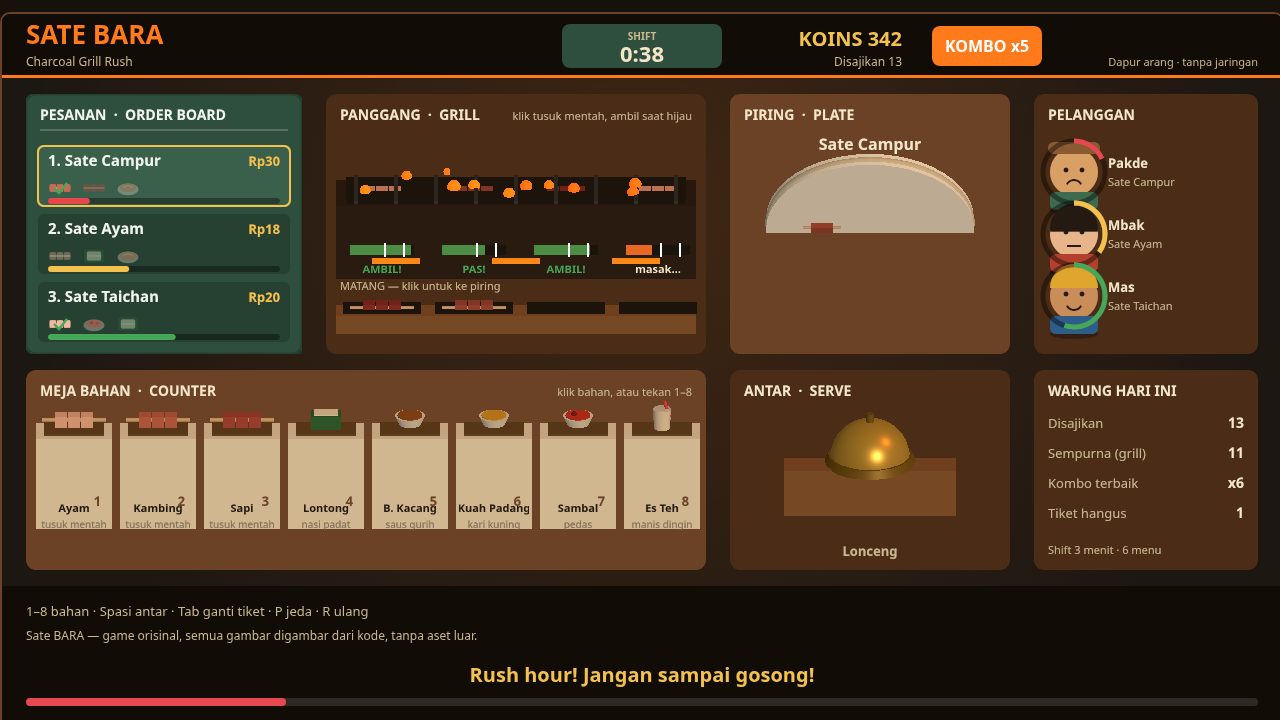 SATE BARA
Charcoal Grill Rush
SHIFT
0:38
KOINS 342
Disajikan 13
KOMBO x5
Dapur arang · tanpa jaringan
PESANAN · ORDER BOARD
1. Sate Campur Rp30
2. Sate Ayam Rp18
3. Sate Taichan Rp20
PANGGANG · GRILL klik tusuk mentah, ambil saat hijau
AMBIL! PAS! AMBIL! masak...
MATANG — klik untuk ke piring
PIRING · PLATE
Sate Campur
PELANGGAN
Pakde
Sate Campur
Mbak
Sate Ayam
Mas
Sate Taichan
MEJA BAHAN · COUNTER klik bahan, atau tekan 1–8
1 2 3 4 5 6 7 8
Ayam Kambing Sapi Lontong B. Kacang Kuah Padang Sambal Es Teh
tusuk mentah tusuk mentah tusuk mentah nasi padat saus gurih kari kuning pedas manis dingin
ANTAR · SERVE
Lonceng
WARUNG HARI INI
Disajikan 13
Sempurna (grill) 11
Kombo terbaik x6
Tiket hangus 1
Shift 3 menit · 6 menu
1–8 bahan · Spasi antar · Tab ganti tiket · P jeda · R ulang
Sate BARA — game orisinal, semua gambar digambar dari kode, tanpa aset luar.
Rush hour! Jangan sampai gosong!